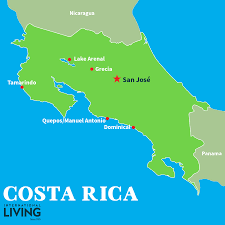 Nicaragua
Lake Arenal
Grecia
San José
Tamarindo
Quepos/Manuel Antonio
Dominical
Panama
COSTA RICA
INTERNATIONAL
LIVING